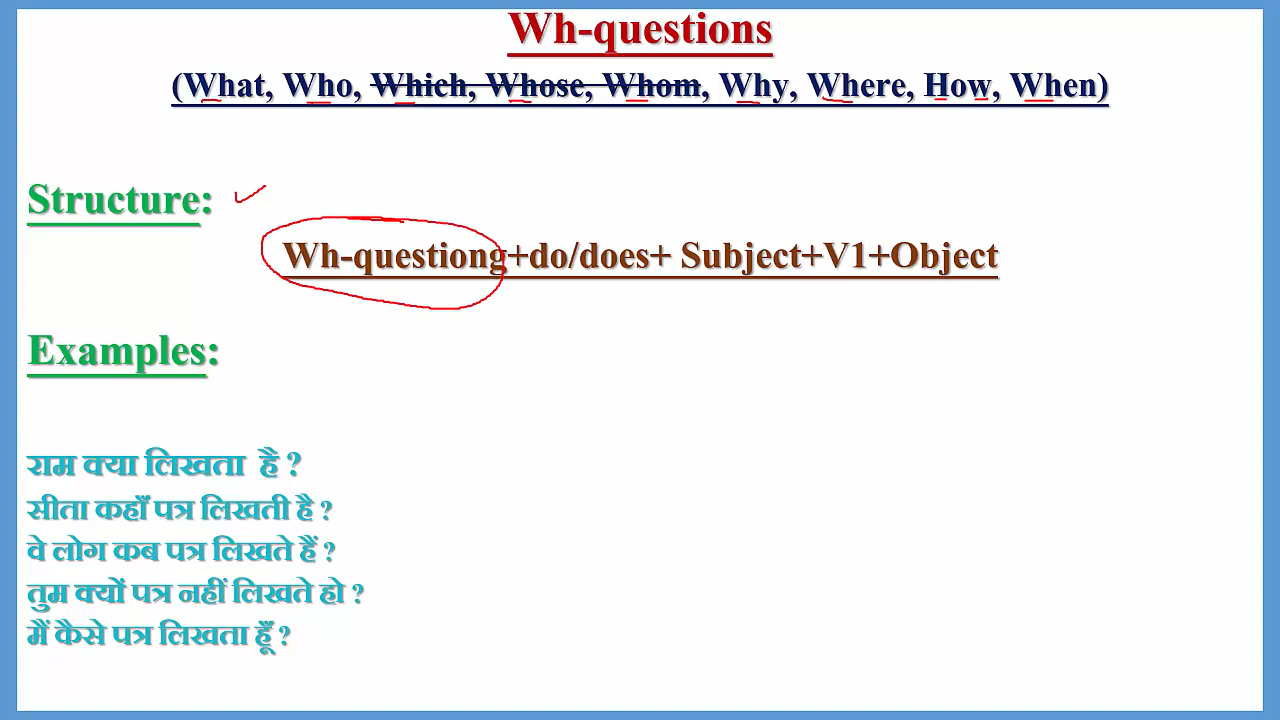 Wh-questions
(What, Who, Which, Whose, Whom, Why, Where, How, When)
Structure:
Wh-questiong+do/does+ Subject+V1+Object
Examples:
राम क्या लिखता है ?
सीता कहाँ पत्र लिखती है ?
वे लोग कब पत्र लिखते हैं ?
तुम क्यों पत्र नहीं लिखते हो ?
मैं कैसे पत्र लिखता हूँ ?